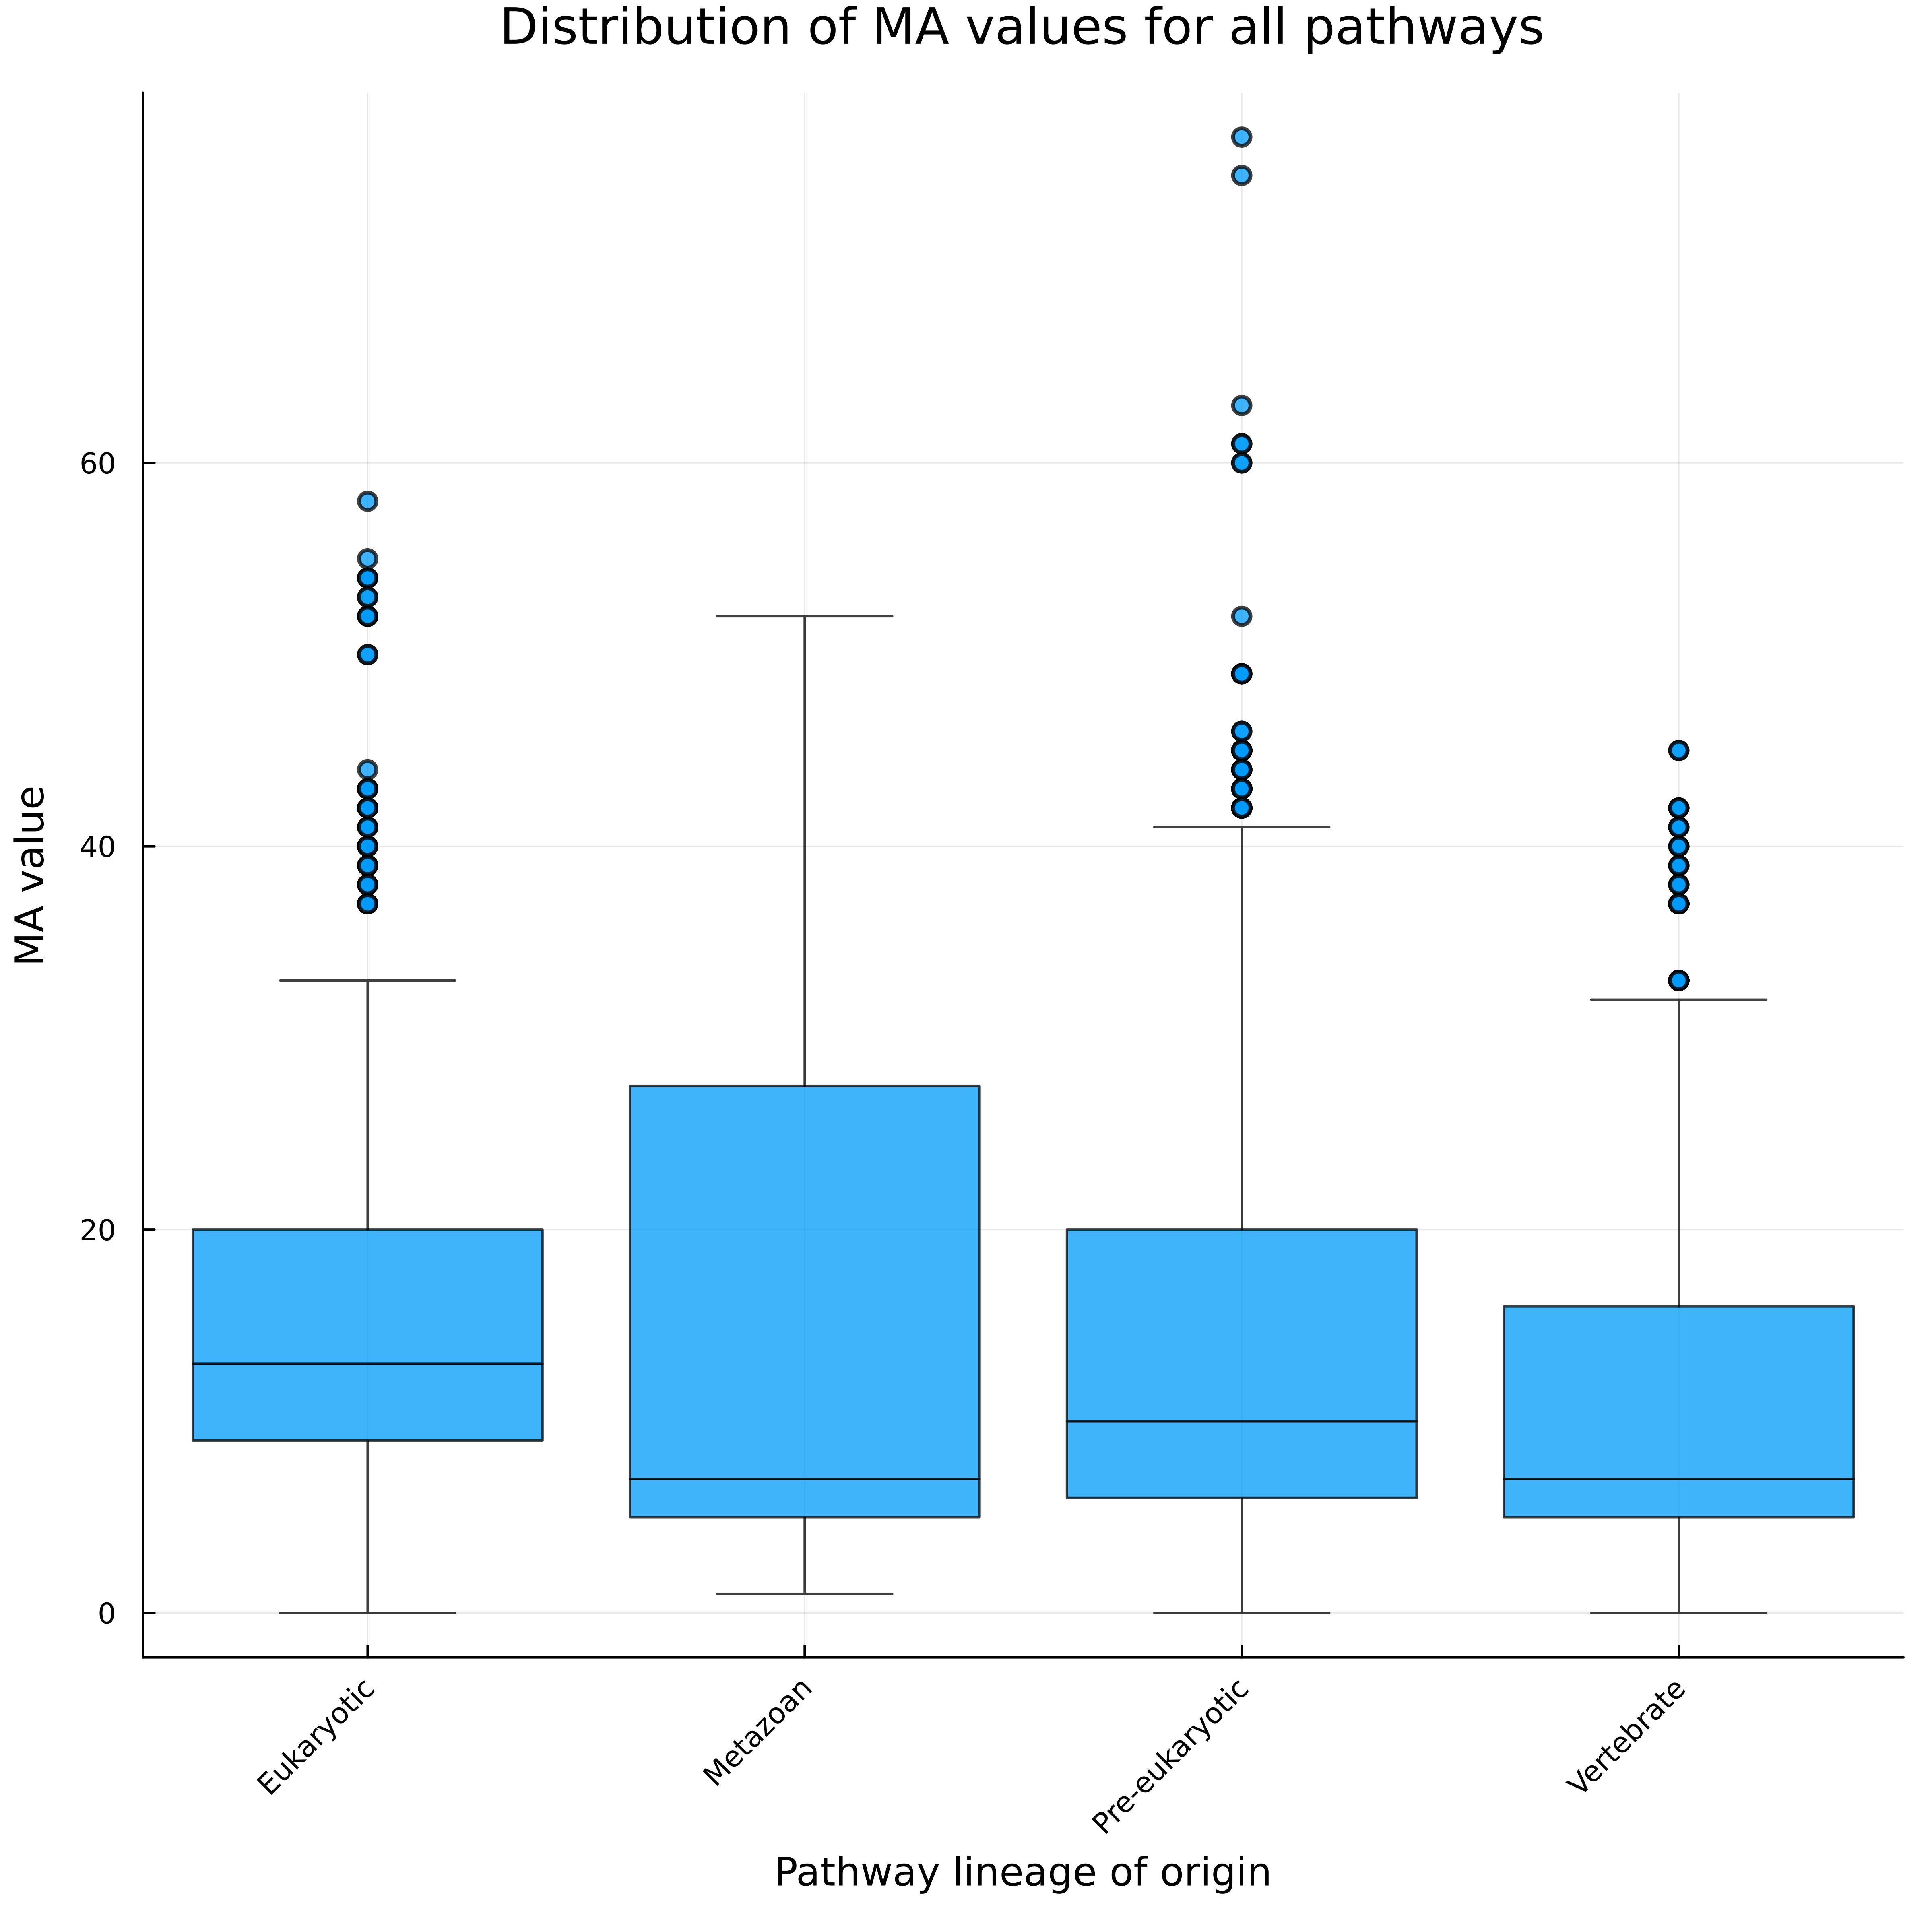 Distribution of MA values for all pathways
MA value
60
40
20
0
Eukaryotic
Metazoan
Pre-eukaryotic
Vertebrate
Pathway lineage of origin